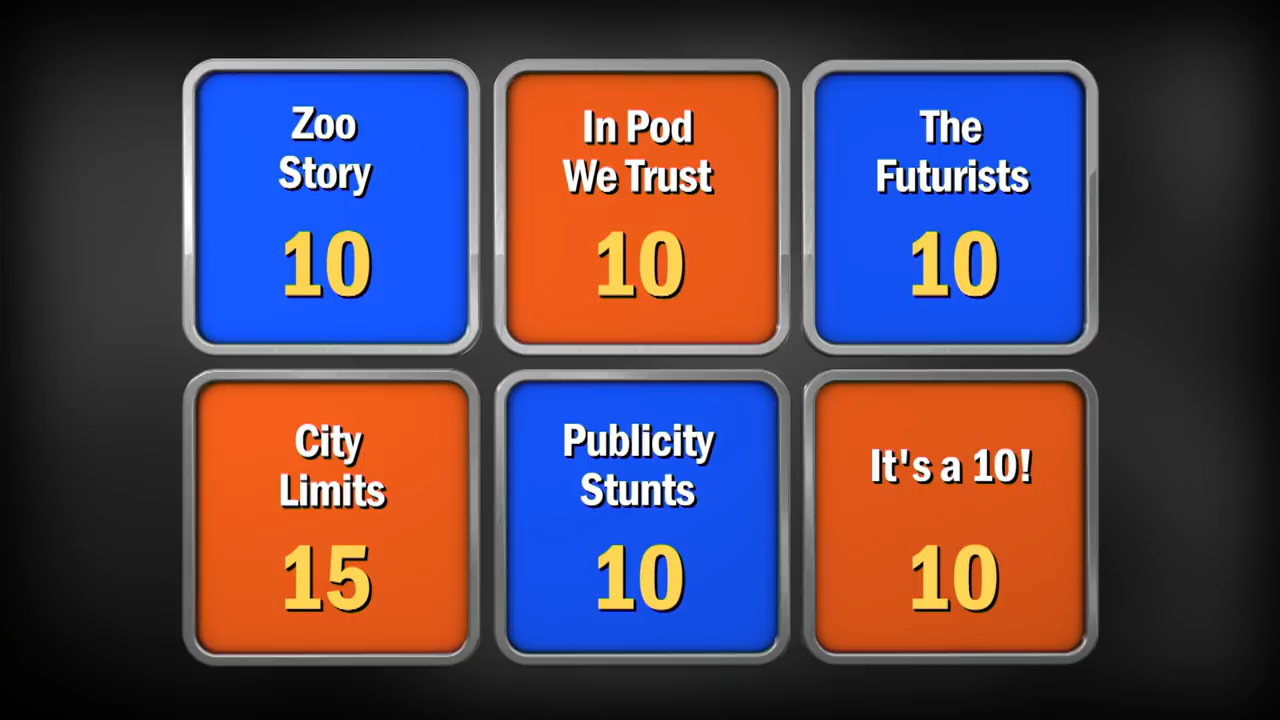 Zoo
Story
10
In Pod
We Trust
10
The
Futurists
10
City
Limits
15
Publicity
Stunts
10
It's a 10!
10